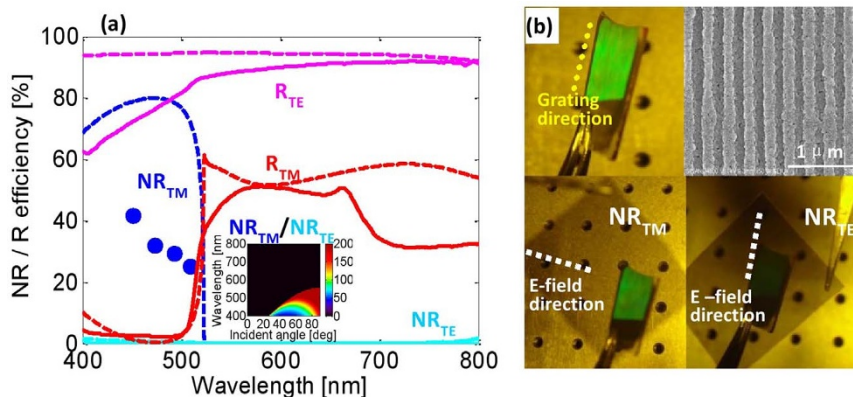 (a)
NR / R efficiency [%]
100
80
60
40
20
0
400
500
600
700
800
Wavelength [nm]
R_TE
R_TM
NR_TM
NR_TM/NR_TE
NR_TE
Wavelength [nm]
800
700
600
500
400
0 20 40 60 80
Incident angle [deg]
200
150
100
50
0
(b)
Grating
direction
1 μm
NR_TM
E-field
direction
NR_TE
E –field
direction